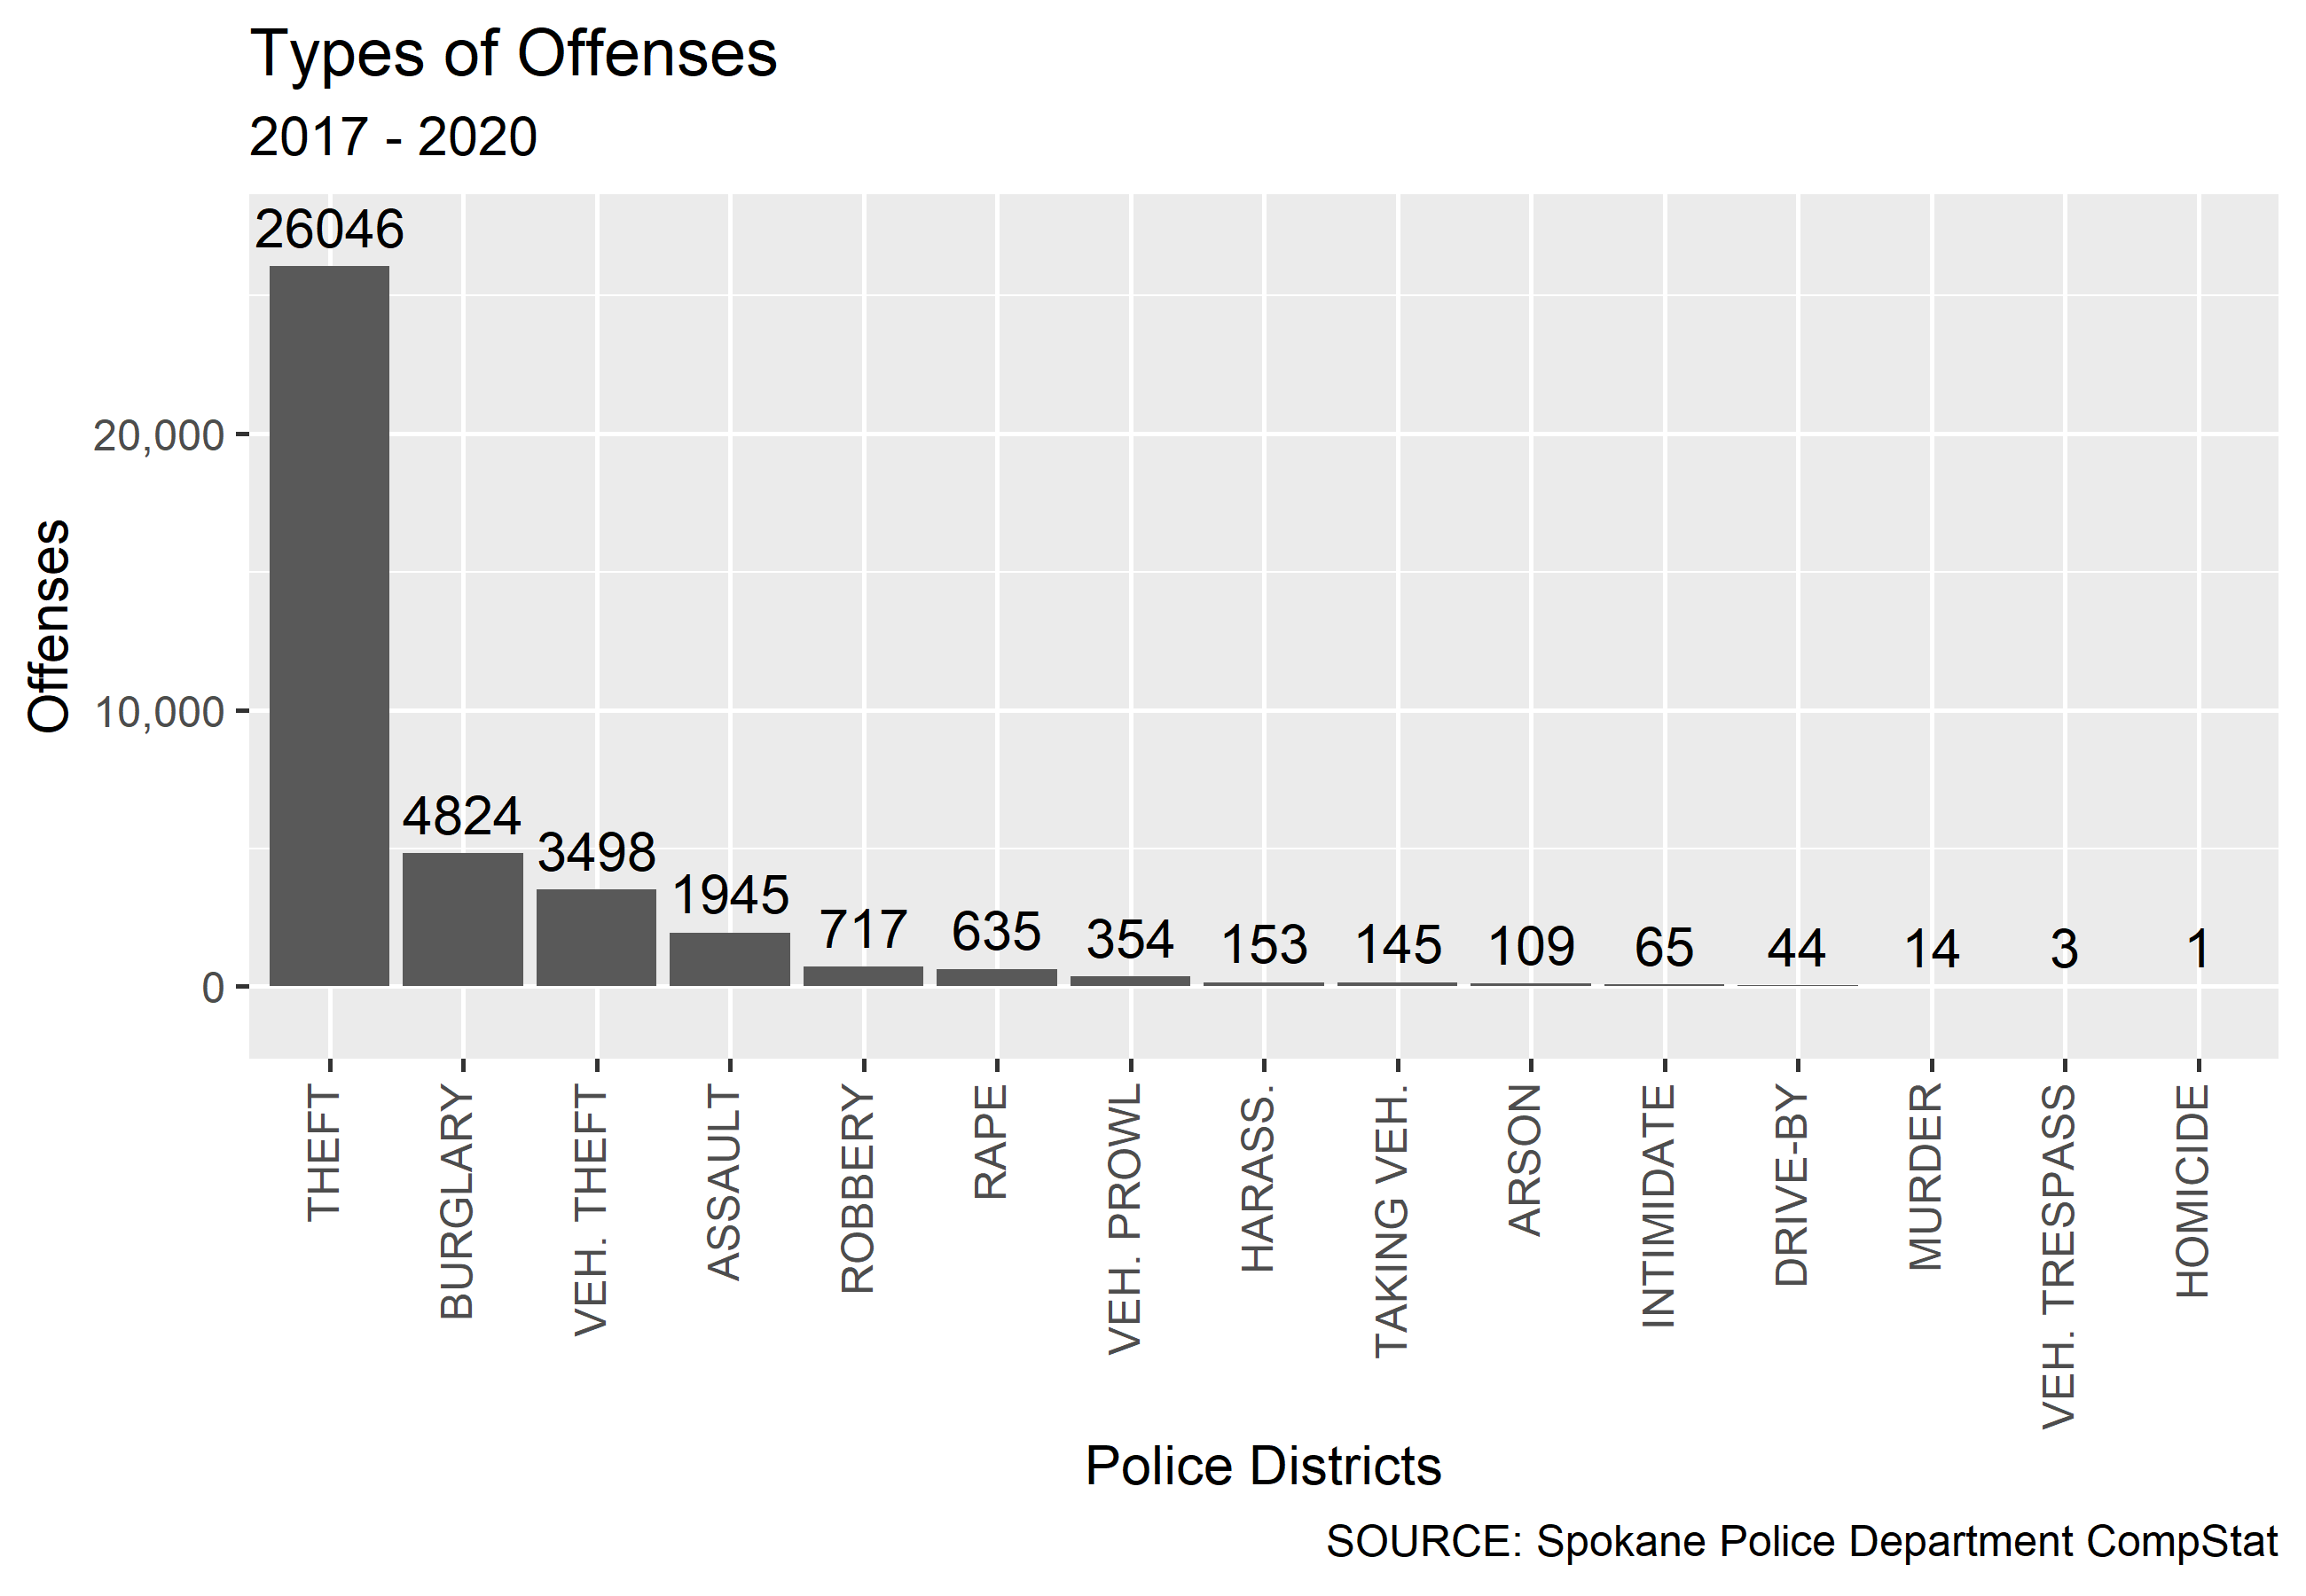 Types of Offenses
2017 - 2020
Offenses
20,000
10,000
0
26046
4824
3498
1945
717
635
354
153
145
109
65
44
14
3
1
THEFT
BURGLARY
VEH. THEFT
ASSAULT
ROBBERY
RAPE
VEH. PROWL
HARASS.
TAKING VEH.
ARSON
INTIMIDATE
DRIVE-BY
MURDER
VEH. TRESPASS
HOMICIDE
Police Districts
SOURCE: Spokane Police Department CompStat